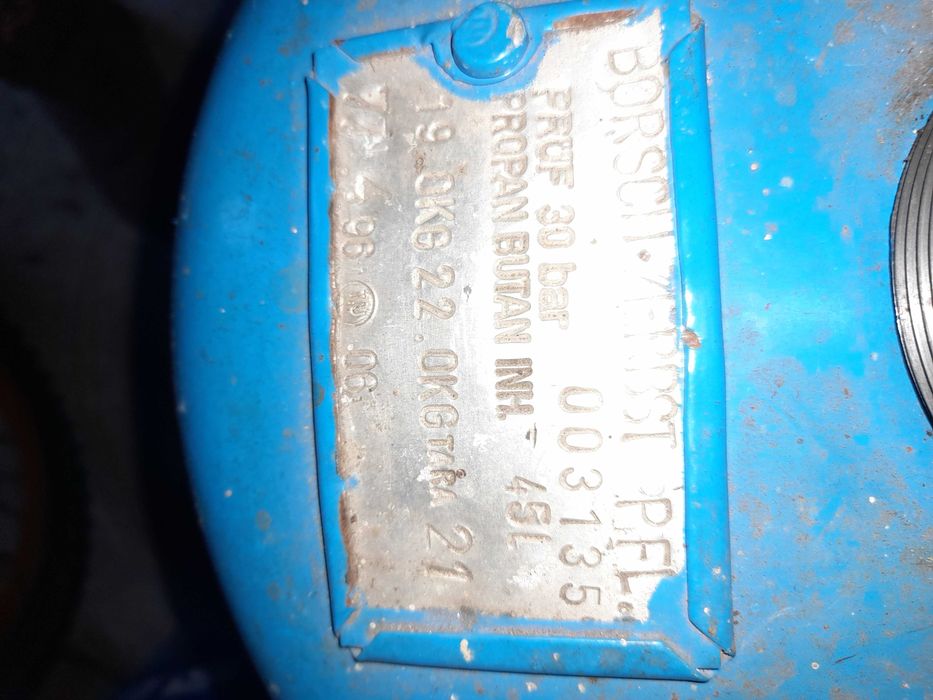 PRÜF 30 bar 003135
PROPAN BUTAN INH. 45L
19.0KG 22.0KG TARA 21
4 96 .06